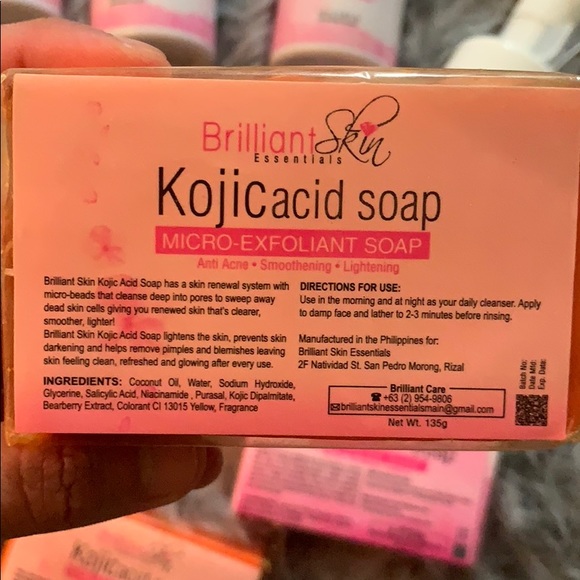 Brilliant Skin
Essentials
Kojicacid soap
MICRO-EXFOLIANT SOAP
Anti Acne • Smoothening • Lightening
Brilliant Skin Kojic Acid Soap has a skin renewal system with
micro-beads that cleanse deep into pores to sweep away
dead skin cells giving you renewed skin that's clearer,
smoother, lighter!
Brilliant Skin Kojic Acid Soap lightens the skin, prevents skin
darkening and helps remove pimples and blemishes leaving
skin feeling clean, refreshed and glowing after every use.
INGREDIENTS: Coconut Oil, Water, Sodium Hydroxide,
Glycerine, Salicylic Acid, Niacinamide , Purasal, Kojic Dipalmitate,
Bearberry Extract, Colorant CI 13015 Yellow, Fragrance
DIRECTIONS FOR USE:
Use in the morning and at night as your daily cleanser. Apply
to damp face and lather to 2-3 minutes before rinsing.
Manufactured in the Philippines for:
Brilliant Skin Essentials
2F Natividad St. San Pedro Morong, Rizal
Brilliant Care
+63 (2) 954-9806
brilliantskinessentialsmain@gmail.com
Net Wt. 135g
Batch No:
Date Mfd:
Exp. Date:
Kojicacid